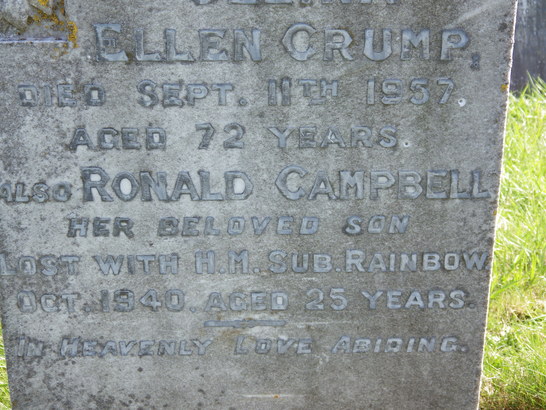 ELLEN CRUMP,
DIED SEPT. 11TH 1957.
AGED 72 YEARS.
ALSO RONALD CAMPBELL
HER BELOVED SON
LOST WITH H.M. SUB. RAINBOW
OCT. 1940. AGED 25 YEARS.
IN HEAVENLY LOVE ABIDING.